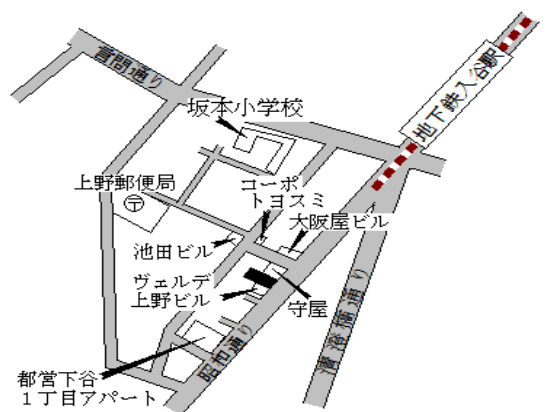 言問通り
坂本小学校
地下鉄入谷駅
上野郵便局
〒
コーポ
トヨスミ
大阪屋ビル
池田ビル
ヴェルデ
上野ビル
守屋
昭和通り
清澄橋通り
都営下谷
1丁目アパート